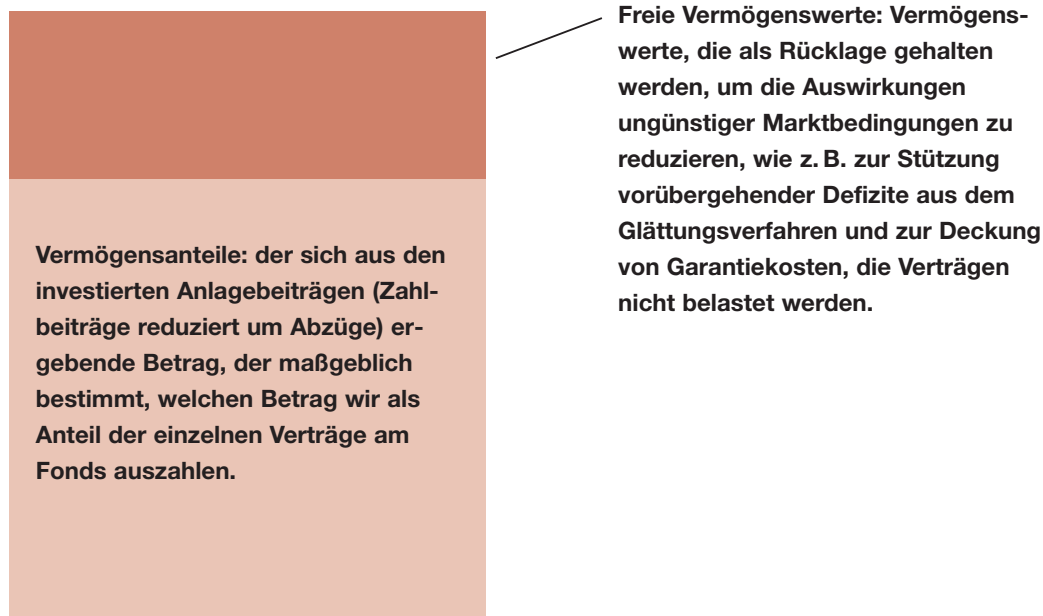 Freie Vermögenswerte: Vermögens-
werte, die als Rücklage gehalten
werden, um die Auswirkungen
ungünstiger Marktbedingungen zu
reduzieren, wie z. B. zur Stützung
vorübergehender Defizite aus dem
Glättungsverfahren und zur Deckung
von Garantiekosten, die Verträgen
nicht belastet werden.
Vermögensanteile: der sich aus den
investierten Anlagebeiträgen (Zahl-
beiträge reduziert um Abzüge) er-
gebende Betrag, der maßgeblich
bestimmt, welchen Betrag wir als
Anteil der einzelnen Verträge am
Fonds auszahlen.